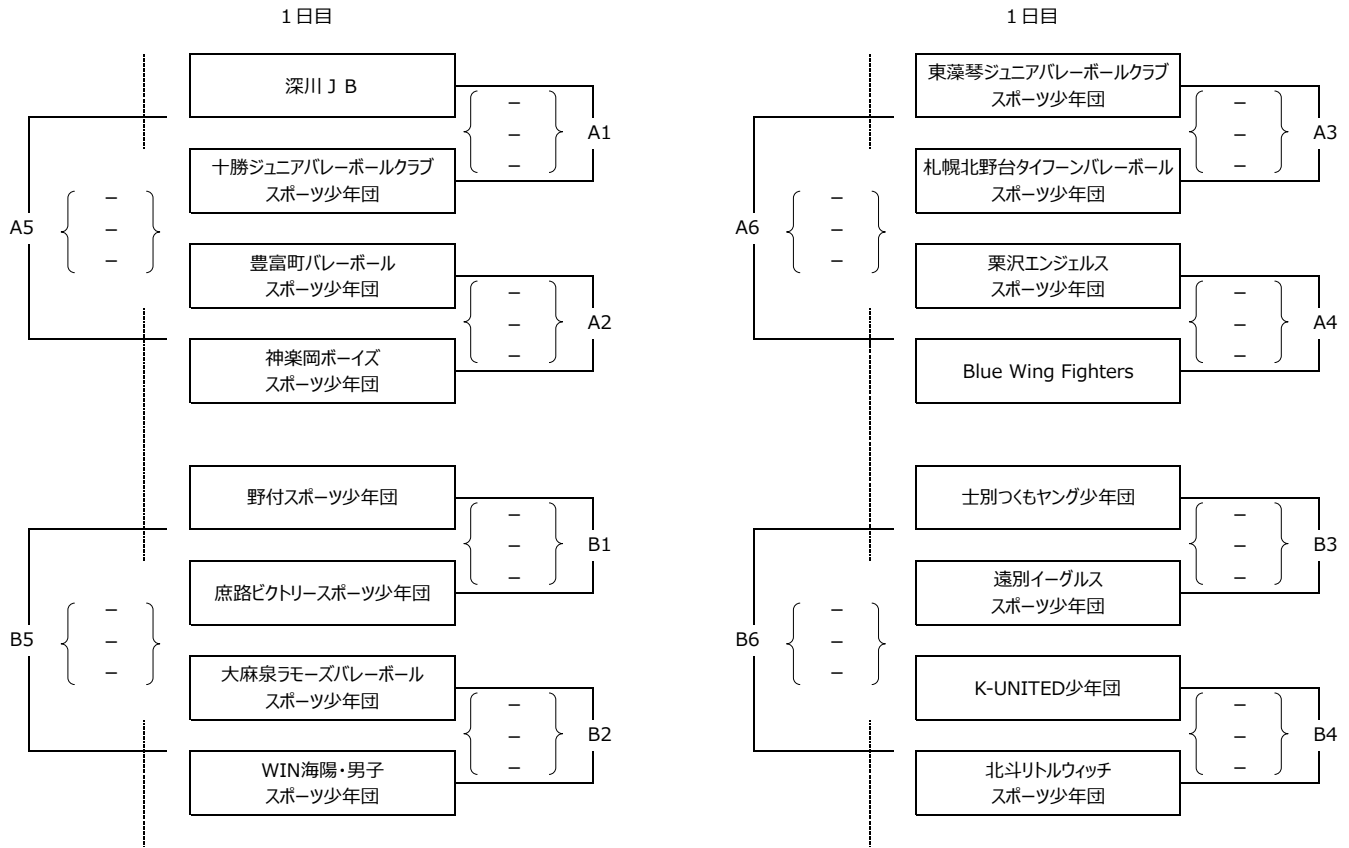 1日目
深川JB
－
－
－
A1
十勝ジュニアバレーボールクラブ
スポーツ少年団
A5
－
－
－
豊富町バレーボール
スポーツ少年団
－
－
－
A2
神楽岡ボーイズ
スポーツ少年団
野付スポーツ少年団
－
－
－
B1
庶路ビクトリースポーツ少年団
B5
－
－
－
大麻泉ラモーズバレーボール
スポーツ少年団
－
－
－
B2
WIN海陽・男子
スポーツ少年団
1日目
東藻琴ジュニアバレーボールクラブ
スポーツ少年団
－
－
－
A3
札幌北野台タイフーンバレーボール
スポーツ少年団
A6
－
－
－
栗沢エンジェルス
スポーツ少年団
－
－
－
A4
Blue Wing Fighters
士別つくもヤング少年団
－
－
－
B3
遠別イーグルス
スポーツ少年団
B6
－
－
－
K-UNITED少年団
－
－
－
B4
北斗リトルウィッチ
スポーツ少年団